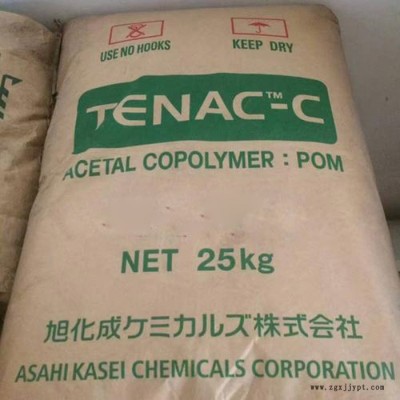 USE NO HOOKS
KEEP DRY
TENAC™-C
ACETAL COPOLYMER : POM
NET 25kg
旭化成ケミカルズ株式会社
ASAHI KASEI CHEMICALS CORPORATION
www.zgxjjypt.com